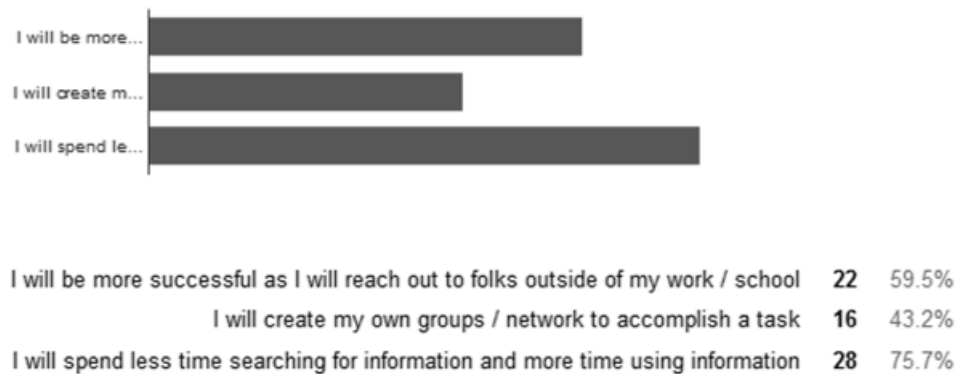 I will be more...
I will create m...
I will spend le...
I will be more successful as I will reach out to folks outside of my work / school 22 59.5%
I will create my own groups / network to accomplish a task 16 43.2%
I will spend less time searching for information and more time using information 28 75.7%